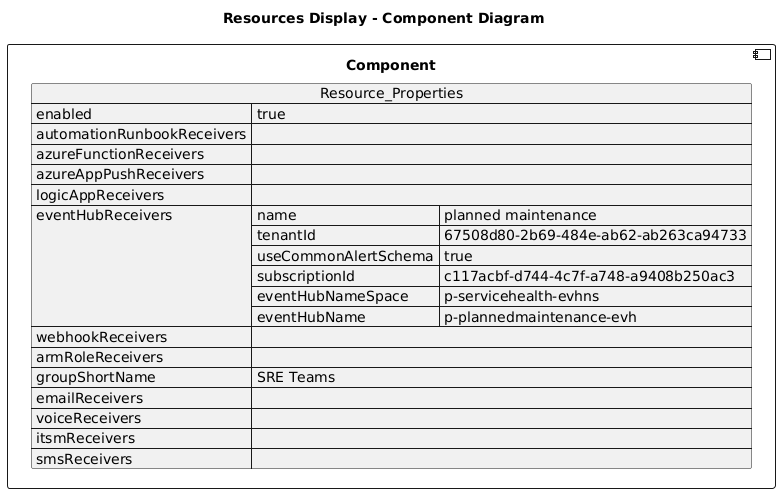 Resources Display - Component Diagram
Component
Resource_Properties
enabled true
automationRunbookReceivers
azureFunctionReceivers
azureAppPushReceivers
logicAppReceivers
eventHubReceivers name planned maintenance
tenantId 67508d80-2b69-484e-ab62-ab263ca94733
useCommonAlertSchema true
subscriptionId c117acbf-d744-4c7f-a748-a9408b250ac3
eventHubNameSpace p-servicehealth-evhns
eventHubName p-plannedmaintenance-evh
webhookReceivers
armRoleReceivers
groupShortName SRE Teams
emailReceivers
voiceReceivers
itsmReceivers
smsReceivers